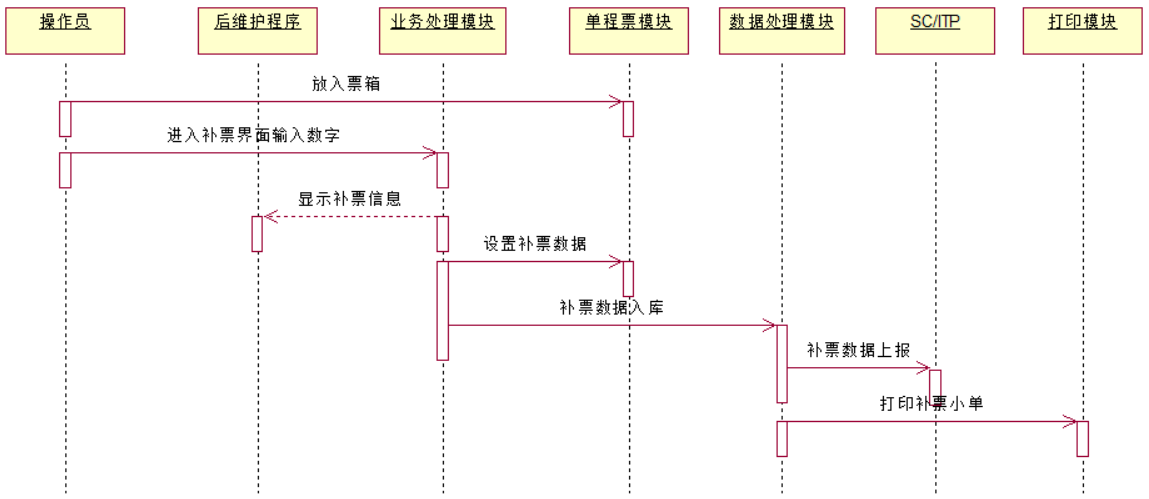 操作员
后维护程序
业务处理模块
单程票模块
数据处理模块
SC/ITP
打印模块
放入票箱
进入补票界面输入数字
显示补票信息
设置补票数据
补票数据入库
补票数据上报
打印补票小单